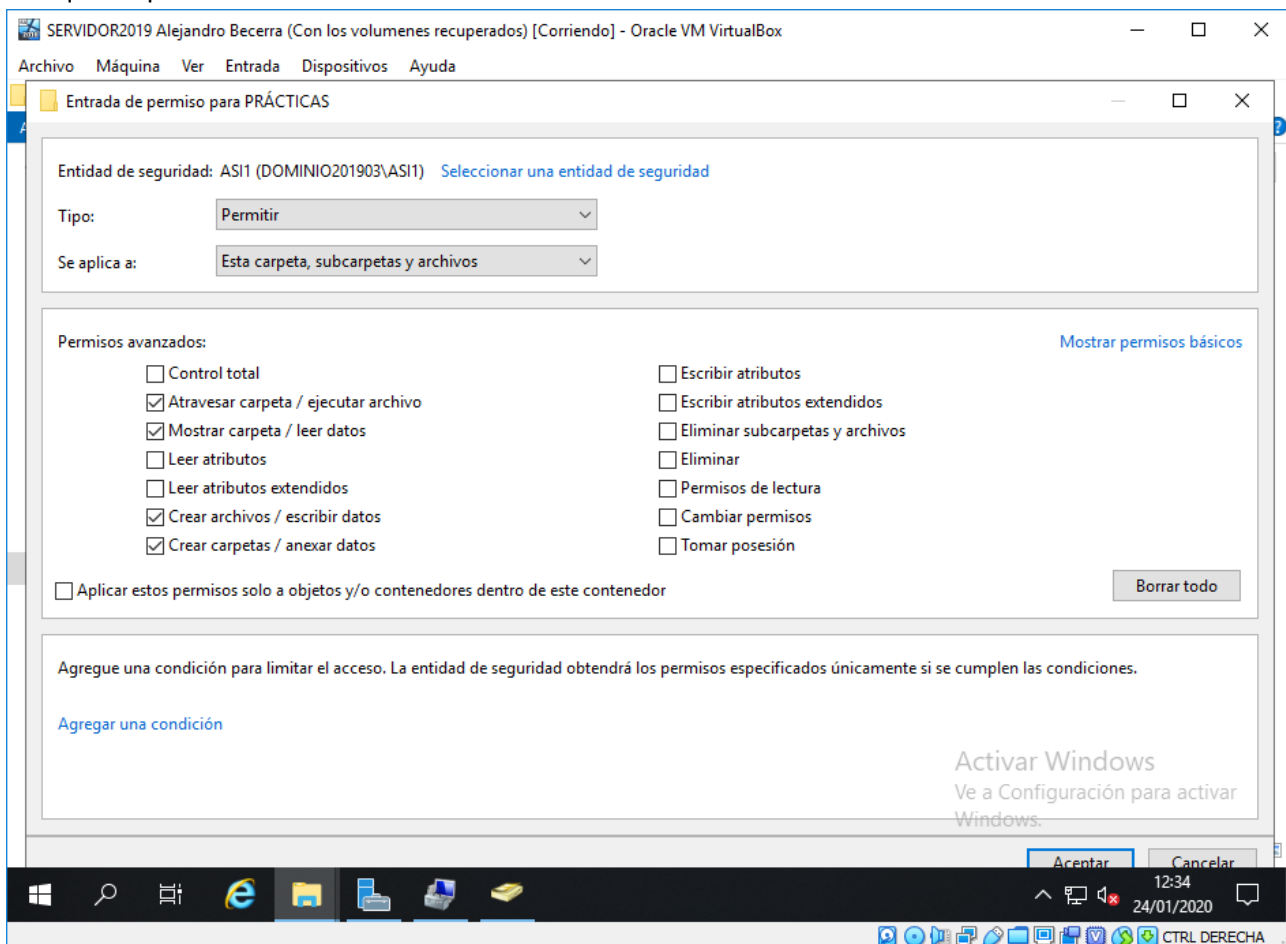 SERVIDOR2019 Alejandro Becerra (Con los volumenes recuperados) [Corriendo] - Oracle VM VirtualBox
Archivo Máquina Ver Entrada Dispositivos Ayuda
Entrada de permiso para PRÁCTICAS
Entidad de seguridad: ASI1 (DOMINIO201903\ASI1) Seleccionar una entidad de seguridad
Tipo: Permitir
Se aplica a: Esta carpeta, subcarpetas y archivos
Permisos avanzados: Mostrar permisos básicos
Control total Escribir atributos
Atravesar carpeta / ejecutar archivo Escribir atributos extendidos
Mostrar carpeta / leer datos Eliminar subcarpetas y archivos
Leer atributos Eliminar
Leer atributos extendidos Permisos de lectura
Crear archivos / escribir datos Cambiar permisos
Crear carpetas / anexar datos Tomar posesión
Aplicar estos permisos solo a objetos y/o contenedores dentro de este contenedor Borrar todo
Agregue una condición para limitar el acceso. La entidad de seguridad obtendrá los permisos especificados únicamente si se cumplen las condiciones.
Agregar una condición
Activar Windows
Ve a Configuración para activar
Windows.
Aceptar Cancelar
12:34
24/01/2020
CTRL DERECHA